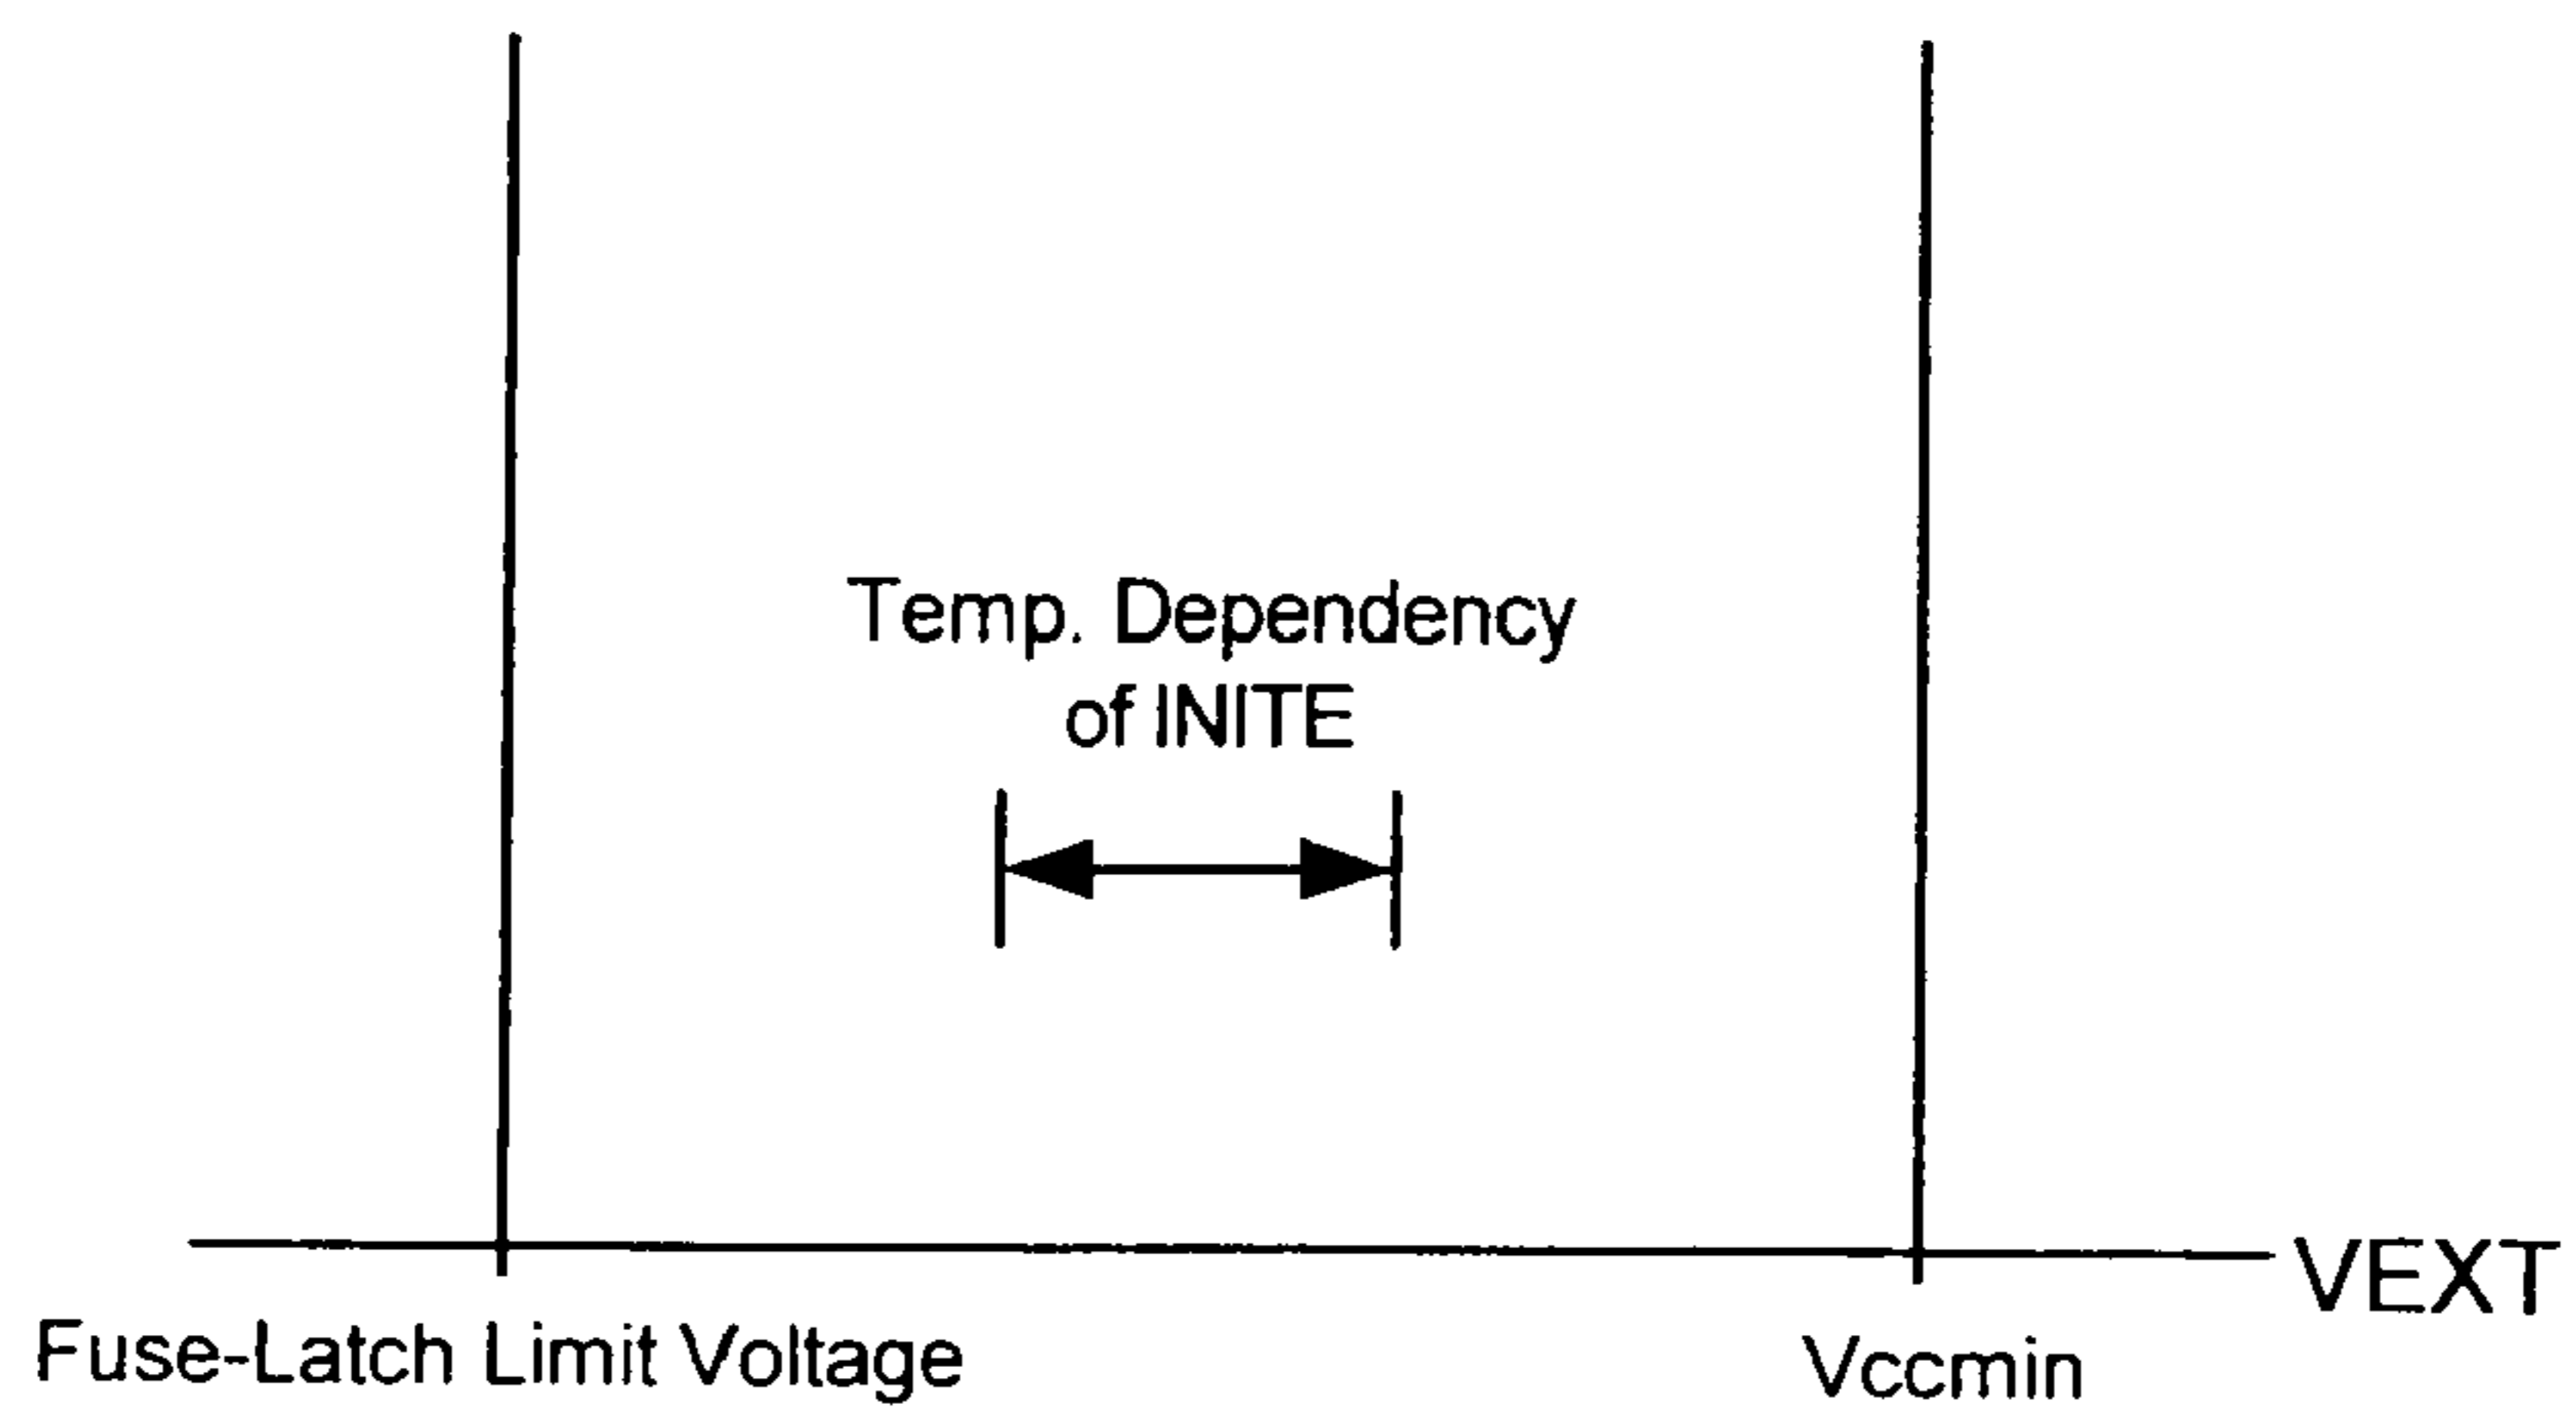 Temp. Dependency
of INITE
VEXT
Fuse-Latch Limit Voltage
Vccmin